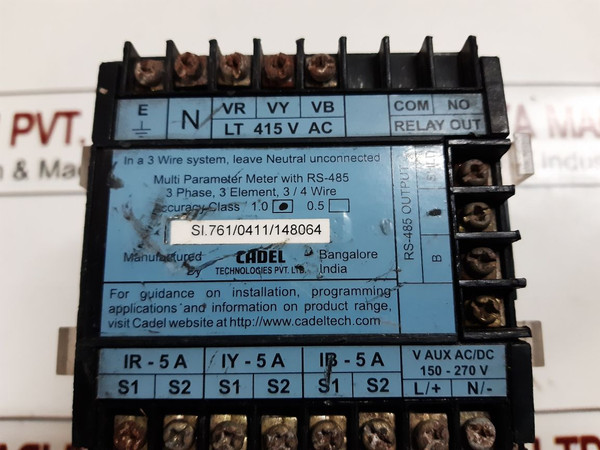 E N VR VY VB COM NO
LT 415 V AC RELAY OUT
In a 3 Wire system, leave Neutral unconnected
Multi Parameter Meter with RS-485
3 Phase, 3 Element, 3 / 4 Wire
Accuracy Class 1.0 0.5
SI.761/0411/148064
Manufactured By CADEL TECHNOLOGIES PVT. LTD. Bangalore India
RS-485 OUTPUT
B
For guidance on installation, programming
applications and information on product range,
visit Cadel website at http://www.cadeltech.com
IR - 5 A IY - 5 A IB - 5 A V AUX AC/DC
150 - 270 V
S1 S2 S1 S2 S1 S2 L/+ N/-
PVT.